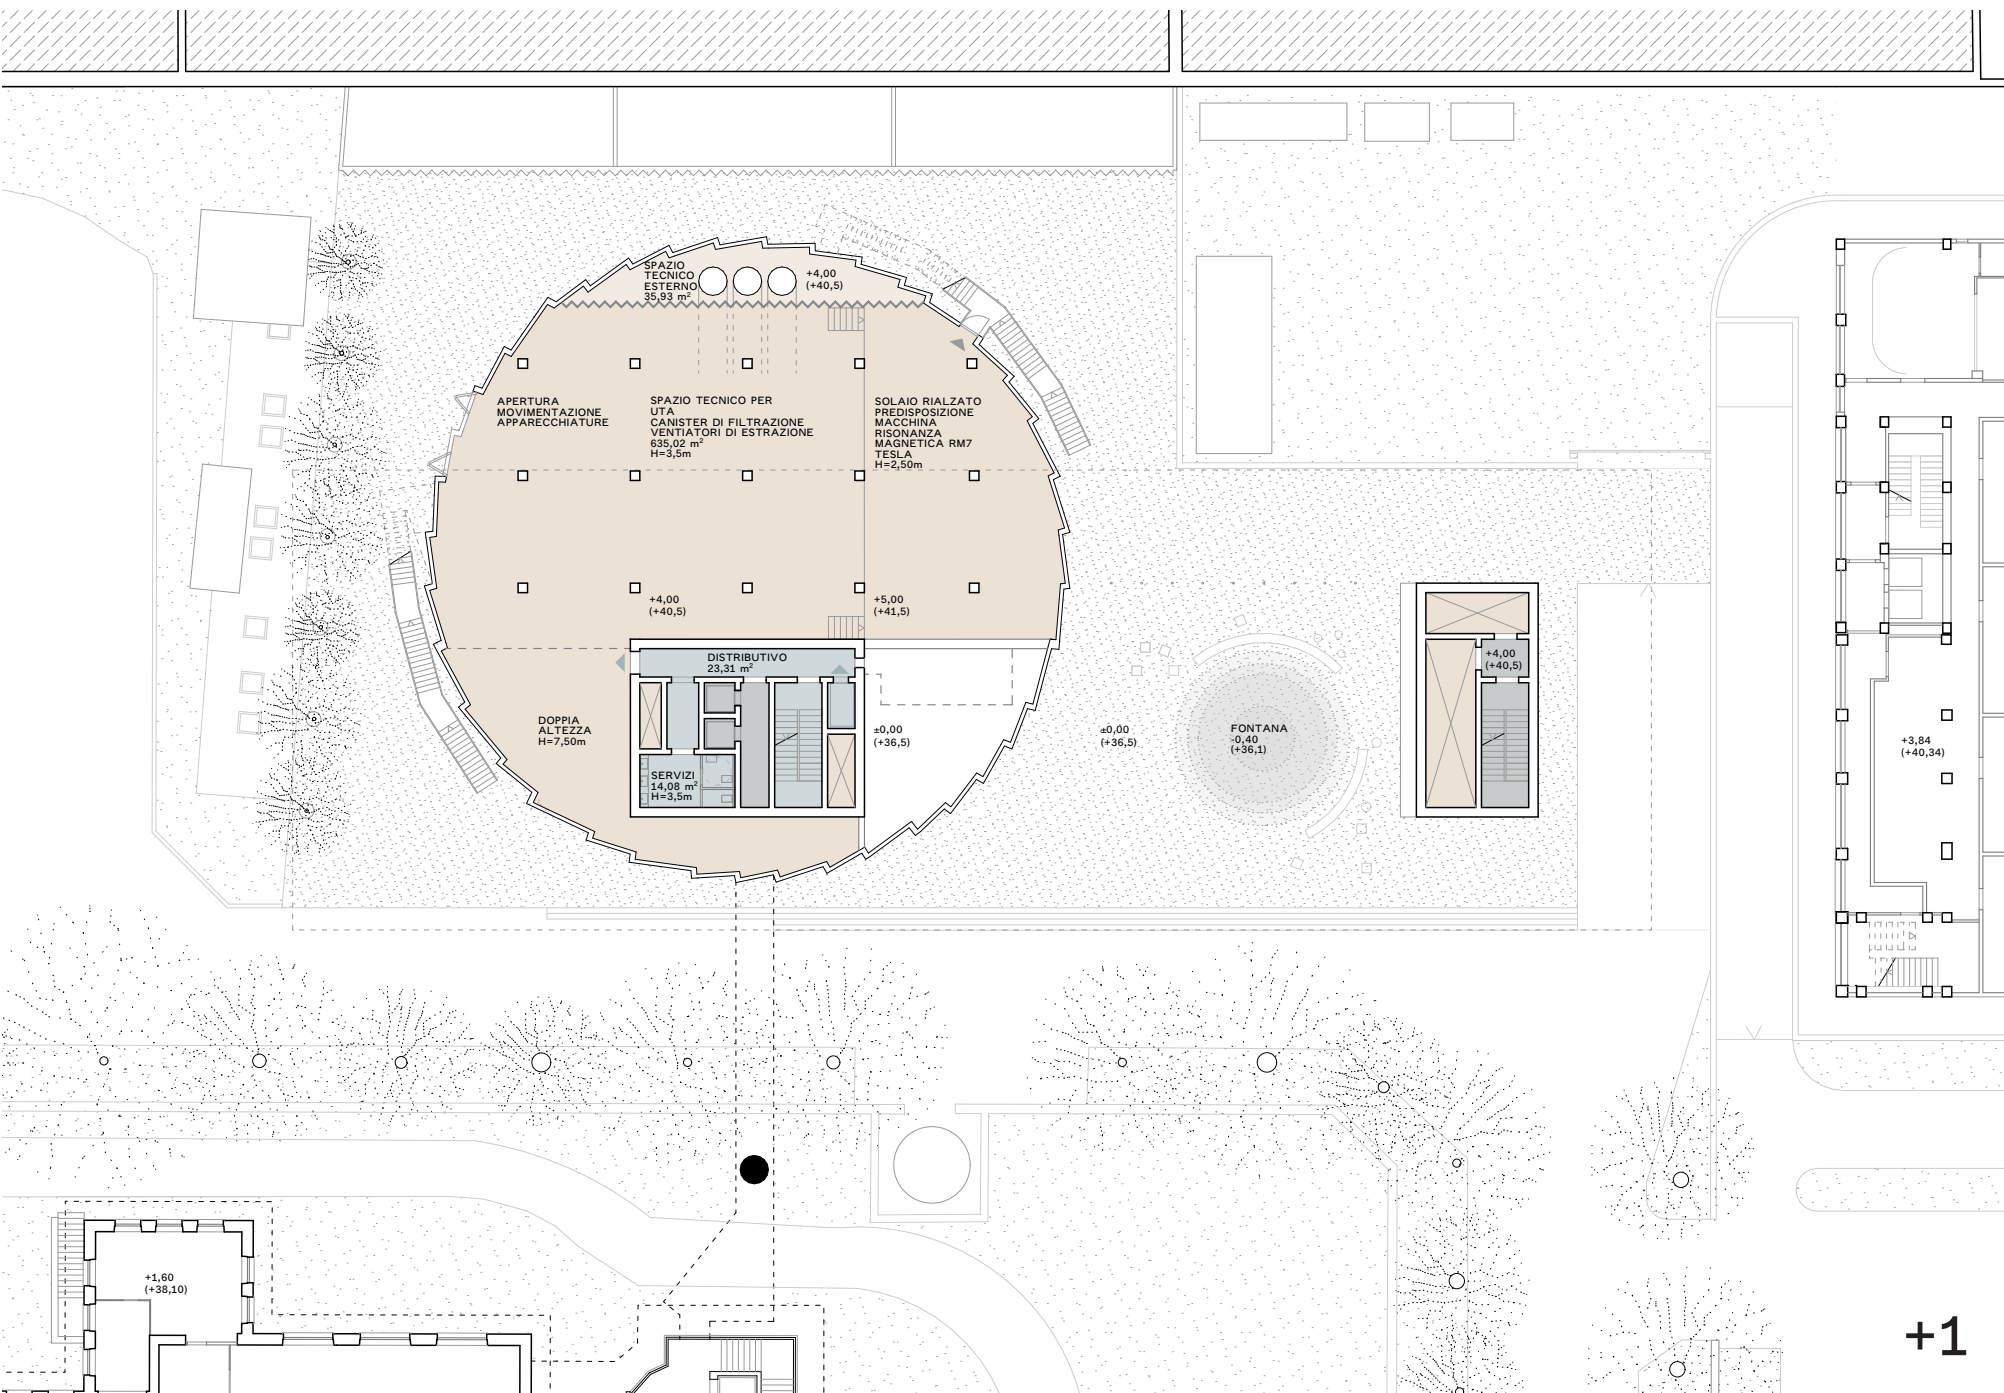 SPAZIO
TECNICO
ESTERNO
35,93 m²
+4,00
(+40,5)
APERTURA
MOVIMENTAZIONE
APPARECCHIATURE
SPAZIO TECNICO PER
UTA
CANISTER DI FILTRAZIONE
VENTIATORI DI ESTRAZIONE
635,02 m²
H=3,5m
SOLAIO RIALZATO
PREDISPOSIZIONE
MACCHINA
RISONANZA
MAGNETICA RM7
TESLA
H=2,50m
+4,00
(+40,5)
+5,00
(+41,5)
DISTRIBUTIVO
23,31 m²
DOPPIA
ALTEZZA
H=7,50m
SERVIZI
14,08 m²
H=3,5m
±0,00
(+36,5)
±0,00
(+36,5)
FONTANA
-0,40
(+36,1)
+4,00
(+40,5)
+3,84
(+40,34)
+1,60
(+38,10)
+1